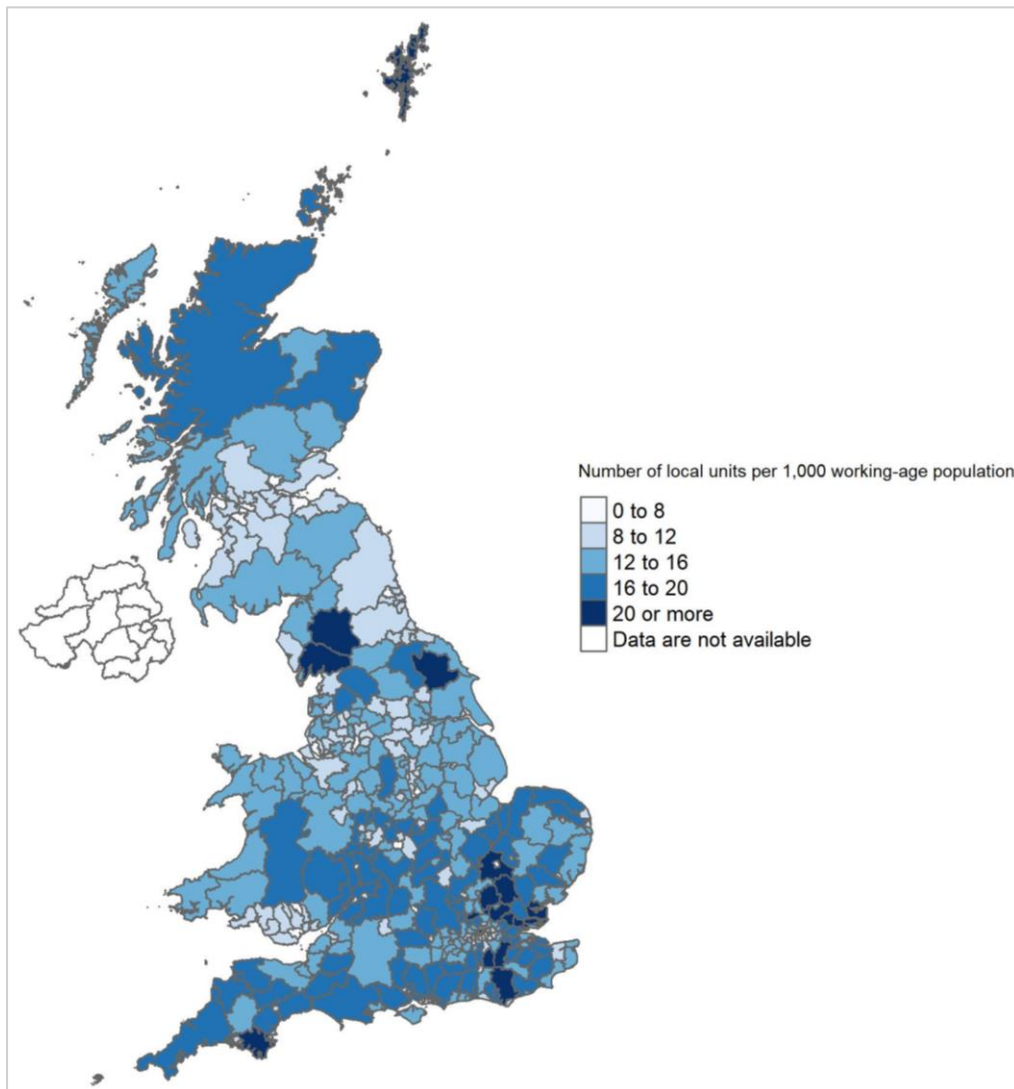 Number of local units per 1,000 working-age population
0 to 8
8 to 12
12 to 16
16 to 20
20 or more
Data are not available